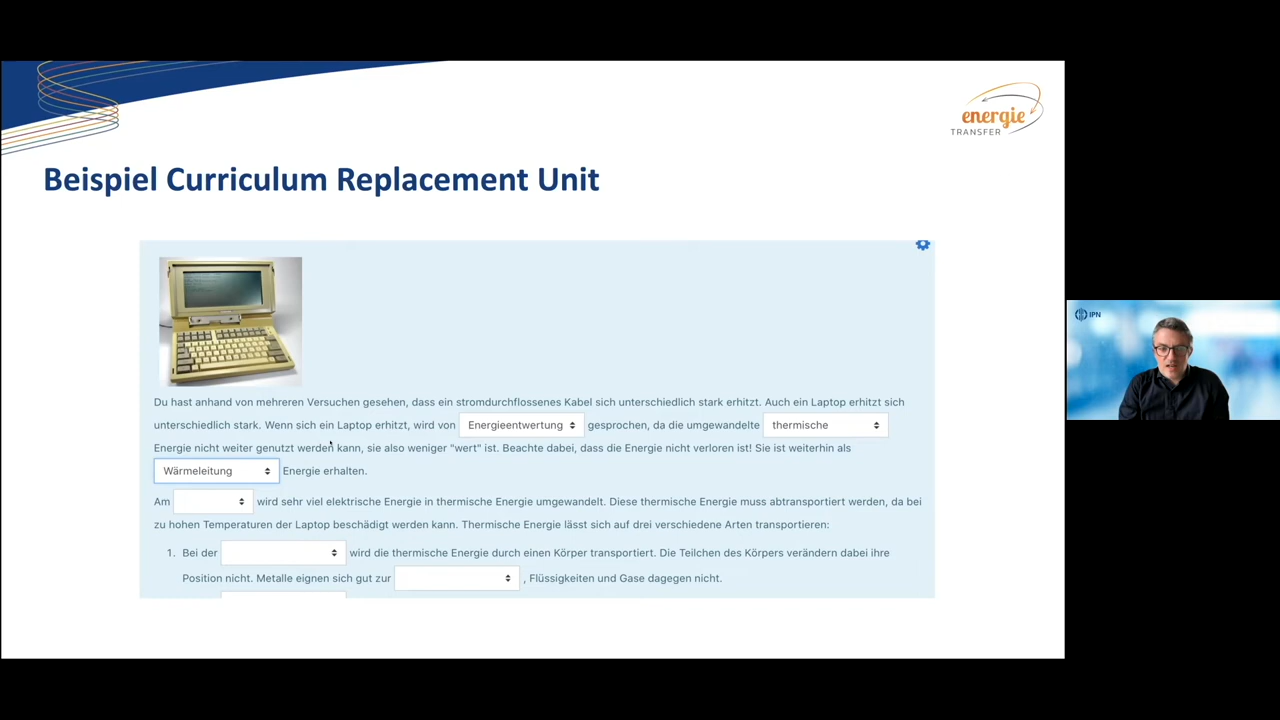 energie
TRANSFER
Beispiel Curriculum Replacement Unit
Du hast anhand von mehreren Versuchen gesehen, dass ein stromdurchflossenes Kabel sich unterschiedlich stark erhitzt. Auch ein Laptop erhitzt sich
unterschiedlich stark. Wenn sich ein Laptop erhitzt, wird von Energieentwertung gesprochen, da die umgewandelte thermische
Energie nicht weiter genutzt werden kann, sie also weniger "wert" ist. Beachte dabei, dass die Energie nicht verloren ist! Sie ist weiterhin als
Wärmeleitung Energie erhalten.
Am wird sehr viel elektrische Energie in thermische Energie umgewandelt. Diese thermische Energie muss abtransportiert werden, da bei
zu hohen Temperaturen der Laptop beschädigt werden kann. Thermische Energie lässt sich auf drei verschiedene Arten transportieren:
1. Bei der wird die thermische Energie durch einen Körper transportiert. Die Teilchen des Körpers verändern dabei ihre
Position nicht. Metalle eignen sich gut zur , Flüssigkeiten und Gase dagegen nicht.
IPN